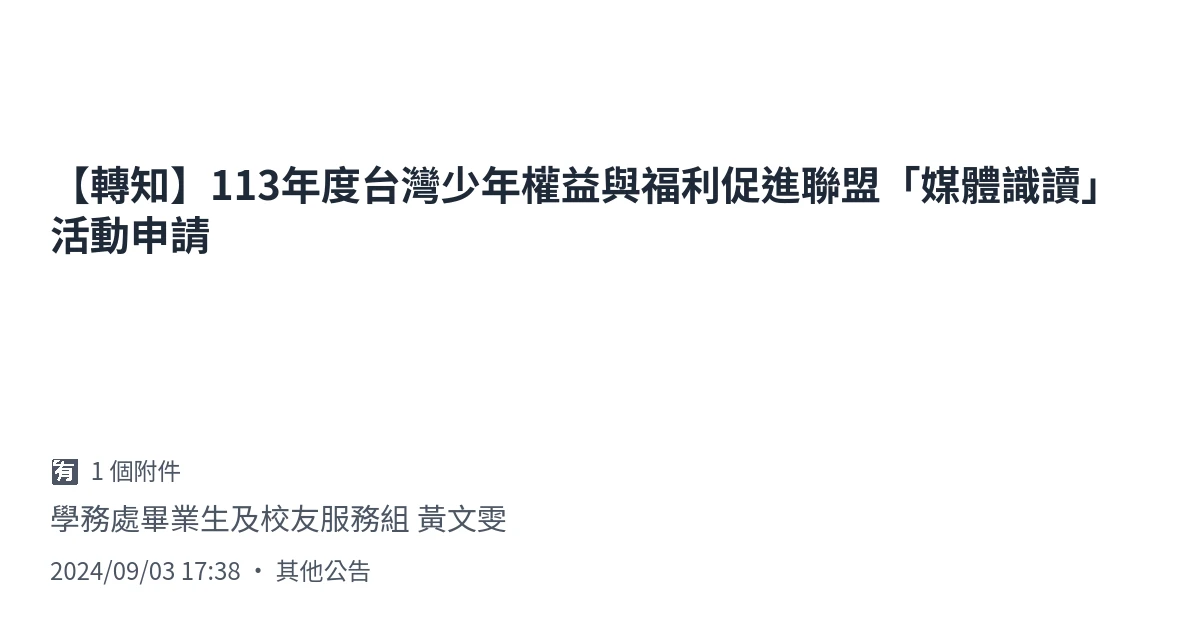 【轉知】113年度台灣少年權益與福利促進聯盟「媒體識讀」
活動申請
有 1 個附件
學務處畢業生及校友服務組 黃文雯
2024/09/03 17:38 • 其他公告